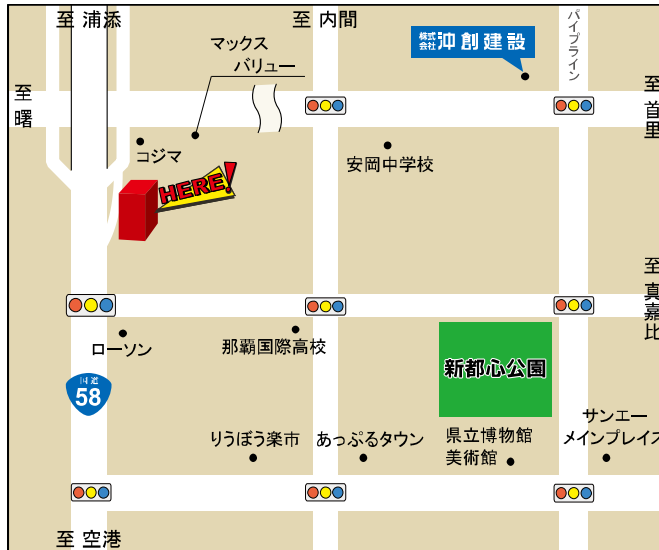 至 浦添
至 内間
パイプライン
マックス
バリュー
株式会社 沖創建設
至 曙
至 首里
コジマ
安岡中学校
HERE!
至 真嘉比
ローソン
那覇国際高校
新都心公園
国道
58
りうぼう楽市
あっぷるタウン
県立博物館
美術館
サンエー
メインプレイス
至 空港